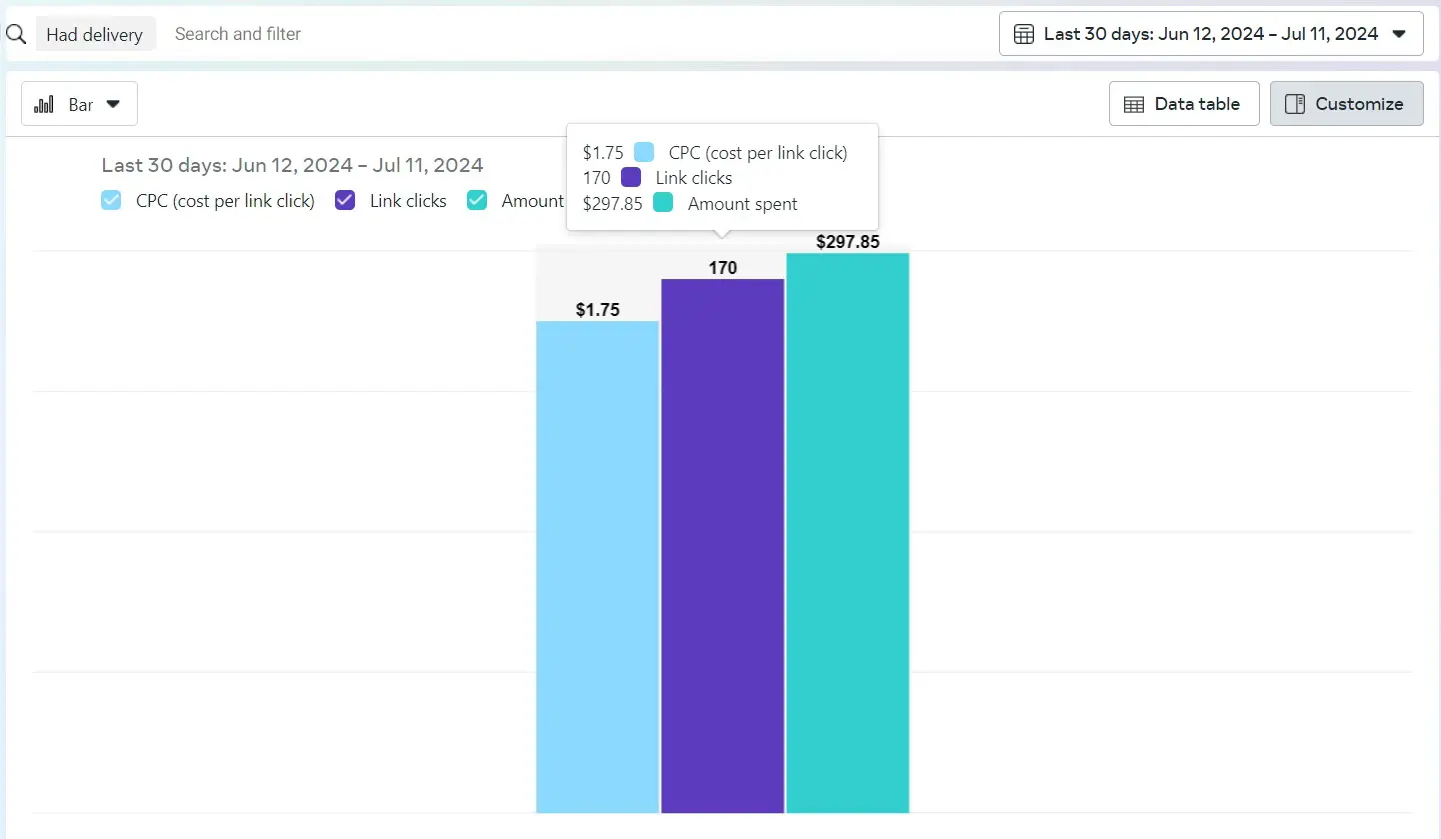 Had delivery Search and filter Last 30 days: Jun 12, 2024 – Jul 11, 2024
Bar Data table Customize
Last 30 days: Jun 12, 2024 – Jul 11, 2024
CPC (cost per link click) Link clicks Amount
$1.75 CPC (cost per link click)
170 Link clicks
$297.85 Amount spent
$297.85
170
$1.75